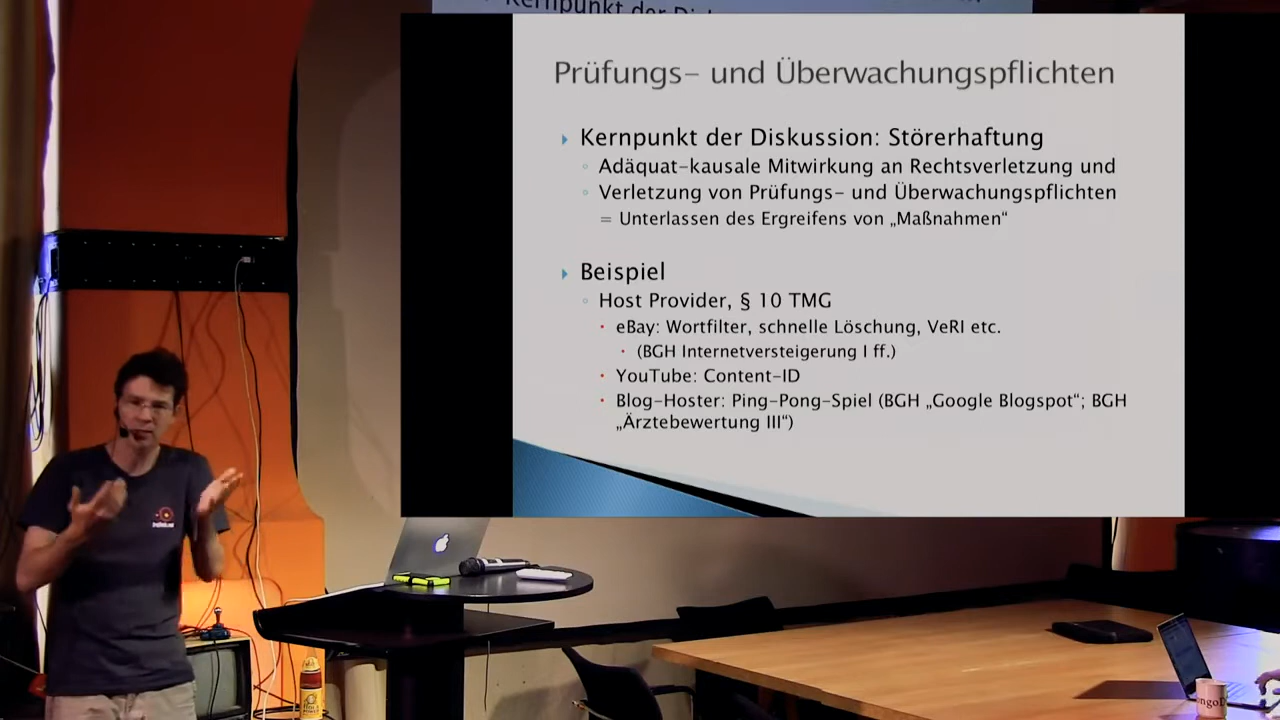 Kernpunkt der
Prüfungs- und Überwachungspflichten
Kernpunkt der Diskussion: Störerhaftung
Adäquat-kausale Mitwirkung an Rechtsverletzung und
Verletzung von Prüfungs- und Überwachungspflichten
= Unterlassen des Ergreifens von „Maßnahmen“
Beispiel
Host Provider, § 10 TMG
eBay: Wortfilter, schnelle Löschung, VeRI etc.
(BGH Internetversteigerung I ff.)
YouTube: Content-ID
Blog-Hoster: Ping-Pong-Spiel (BGH „Google Blogspot“; BGH
„Ärztebewertung III“)